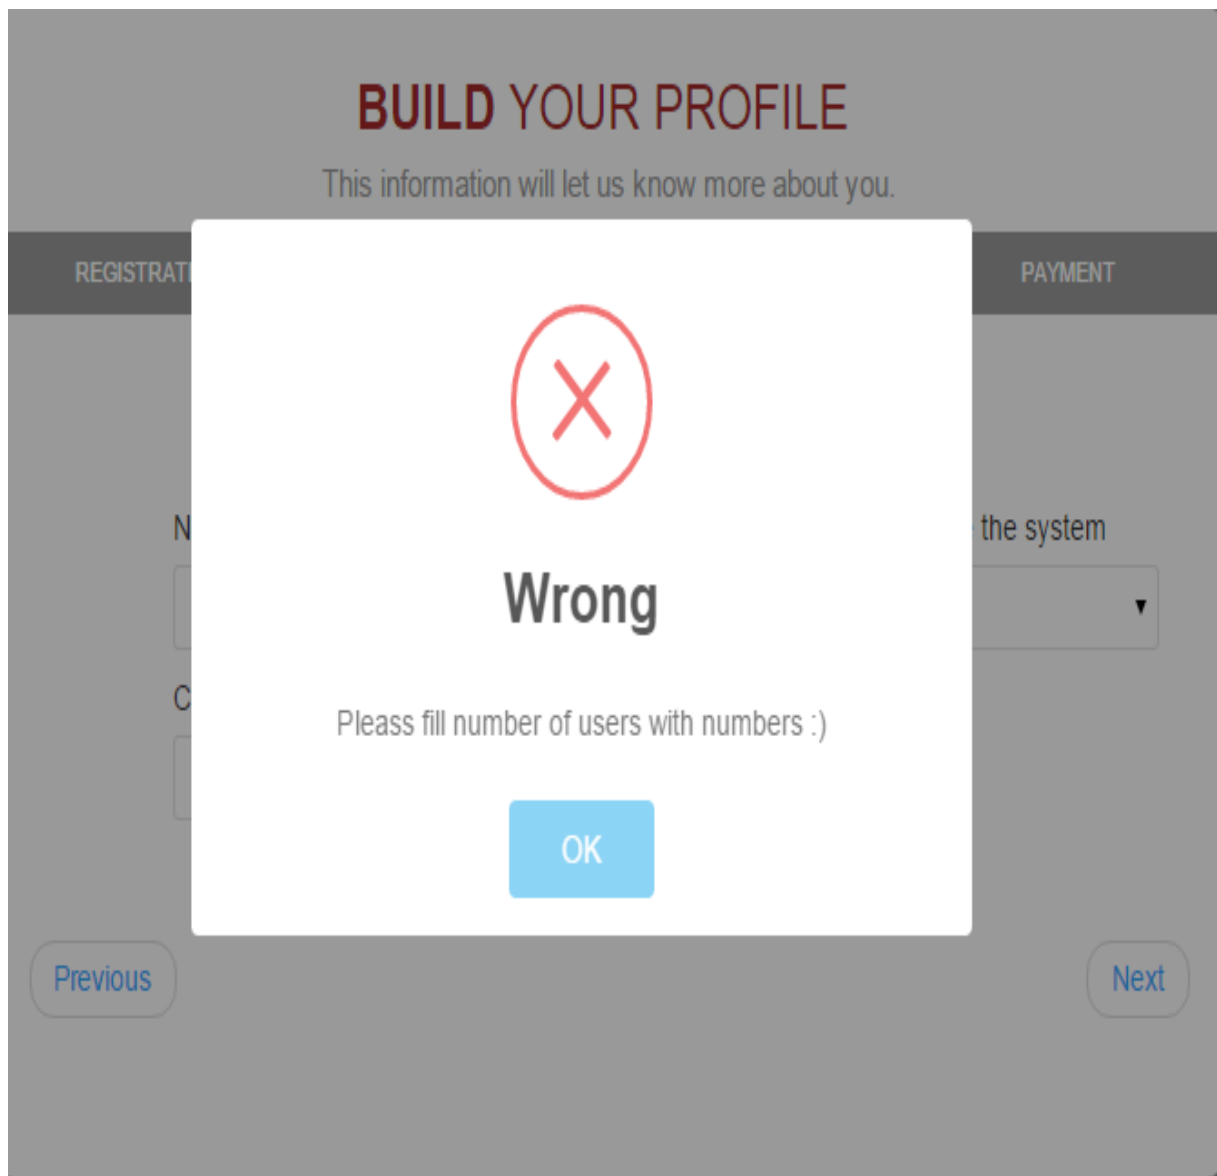 BUILD YOUR PROFILE
This information will let us know more about you.
PAYMENT
the system
Wrong
Pleass fill number of users with numbers :)
OK
Previous
Next